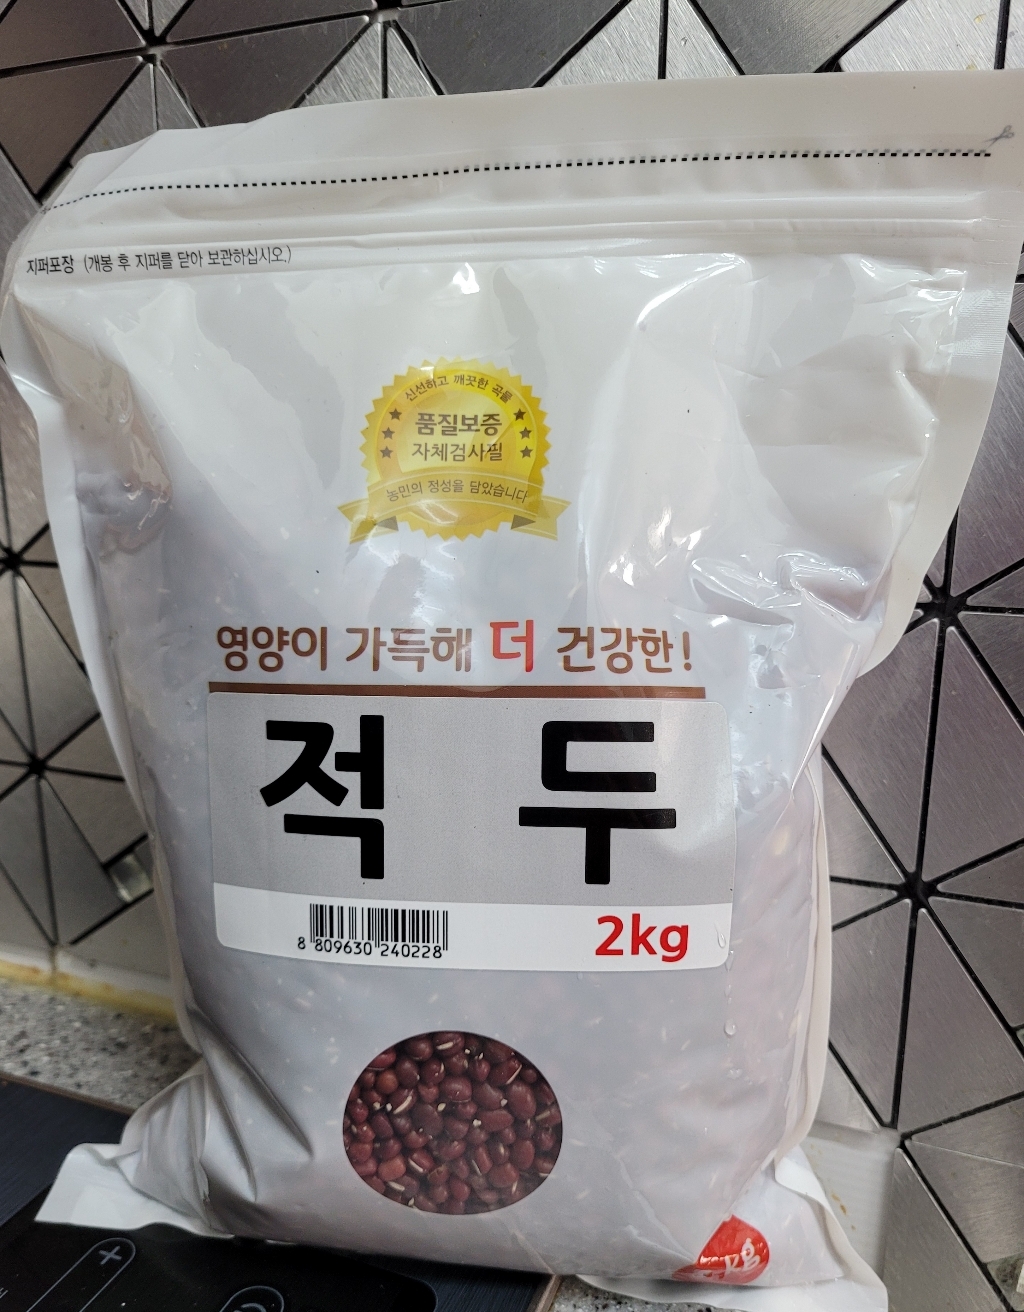 지퍼포장 (개봉 후 지퍼를 닫아 보관하십시오.)
신선하고 깨끗한 곡물
품질보증
자체검사필
농민의 정성을 담았습니다
영양이 가득해 더 건강한!
적 두
8 809630 240228
2kg